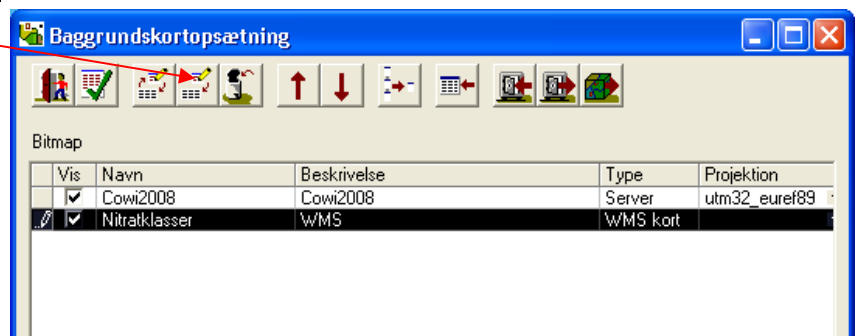 Baggrundskortopsætning
Bitmap
Vis Navn Beskrivelse Type Projektion
Cowi2008 Cowi2008 Server utm32_euref89
Nitratklasser WMS WMS kort